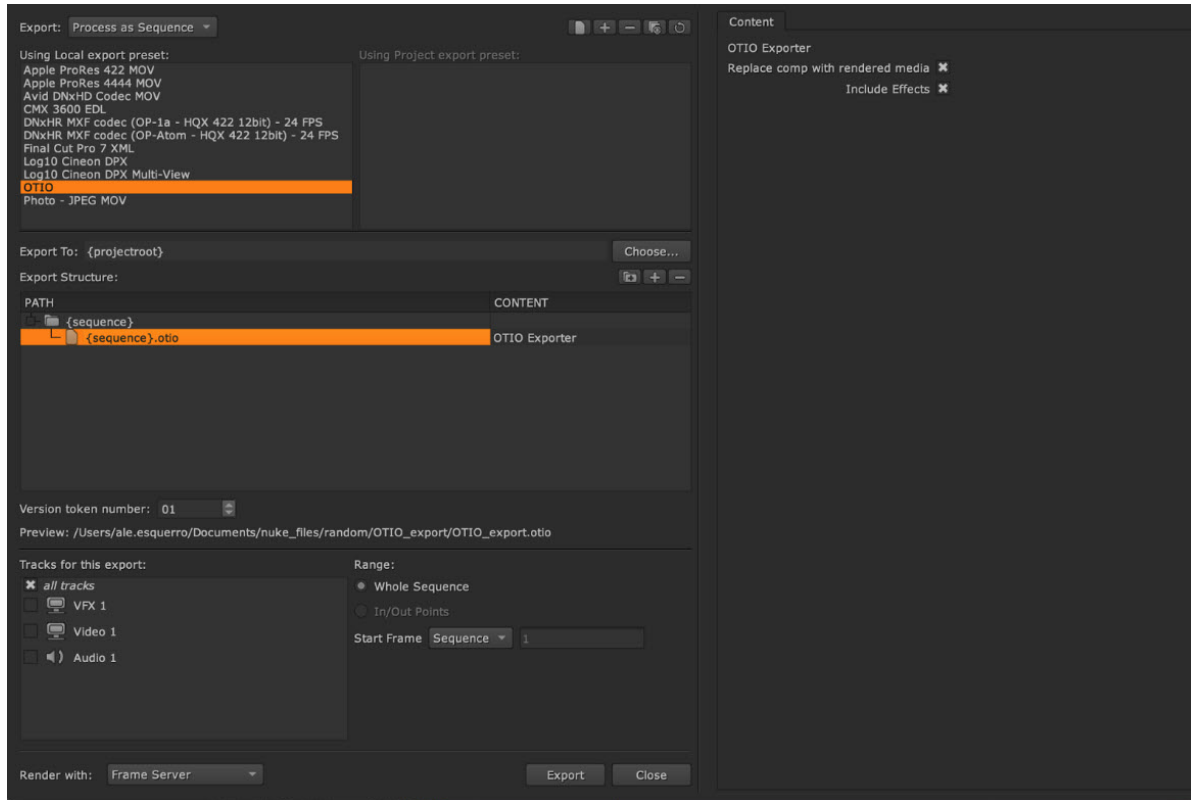 Export: Process as Sequence
Using Local export preset:
Apple ProRes 422 MOV
Apple ProRes 4444 MOV
Avid DNxHD Codec MOV
CMX 3600 EDL
DNxHR MXF codec (OP-1a - HQX 422 12bit) - 24 FPS
DNxHR MXF codec (OP-Atom - HQX 422 12bit) - 24 FPS
Final Cut Pro 7 XML
Log10 Cineon DPX
Log10 Cineon DPX Multi-View
OTIO
Photo - JPEG MOV
Using Project export preset:
Export To: {projectroot}
Choose...
Export Structure:
PATH CONTENT
{sequence}
{sequence}.otio OTIO Exporter
Version token number: 01
Preview: /Users/ale.esquerro/Documents/nuke_files/random/OTIO_export/OTIO_export.otio
Tracks for this export:
all tracks
VFX 1
Video 1
Audio 1
Range:
Whole Sequence
In/Out Points
Start Frame Sequence 1
Render with: Frame Server
Export Close
Content
OTIO Exporter
Replace comp with rendered media
Include Effects